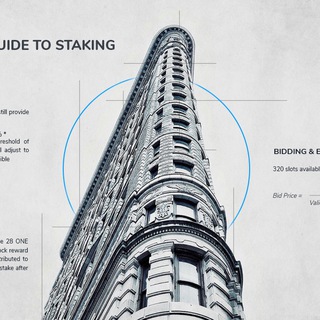 UIDE TO STAKING
till provide
reshold of
adjust to
ible
BIDDING & E
320 slots availabl
Bid Price =
Vali
e 28 ONE
ck reward
tributed to
stake after